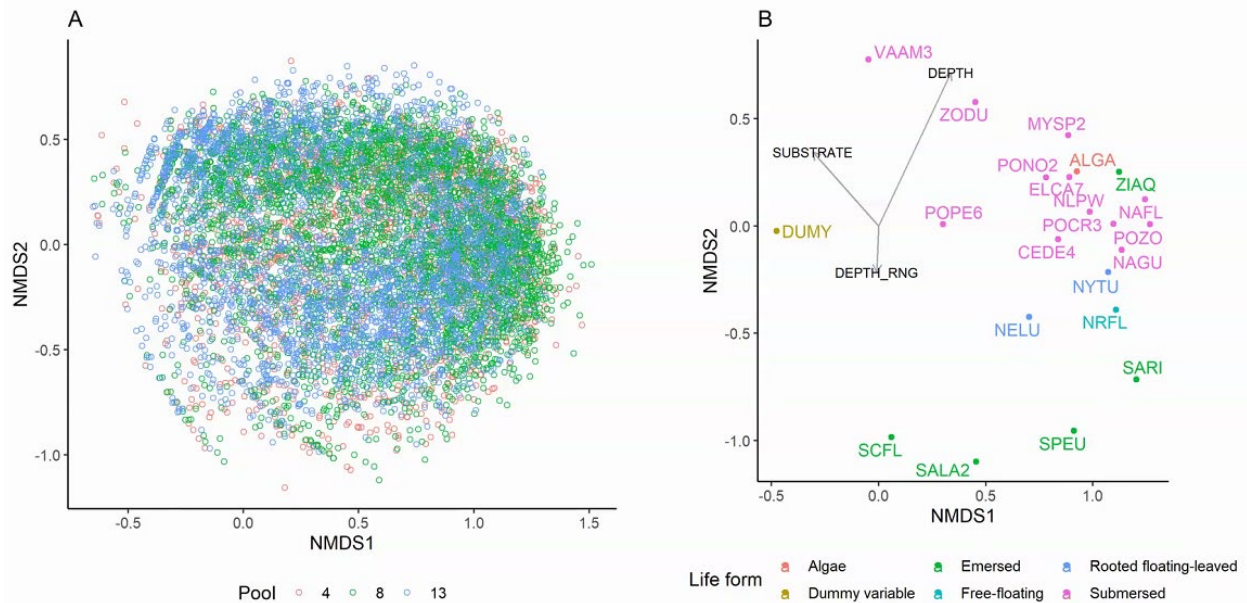 A
0.5
0.0
-0.5
-1.0
NMDS2
-0.5
0.0
0.5
1.0
1.5
NMDS1
Pool 4 8 13
B
VAAM3
DEPTH
ZODU
MYSP2
SUBSTRATE
ALGA
PONO2
ZIAQ
ELCA7
NLPW
NAFL
POPE6
POCR3
DUMY
POZO
CEDE4
NAGU
DEPTH_RNG
NYTU
NELU
NRFL
SARI
SCFL
SPEU
SALA2
0.5
0.0
-0.5
-1.0
NMDS2
-0.5
0.0
0.5
1.0
NMDS1
Life form
Algae
Emersed
Rooted floating-leaved
Dummy variable
Free-floating
Submersed